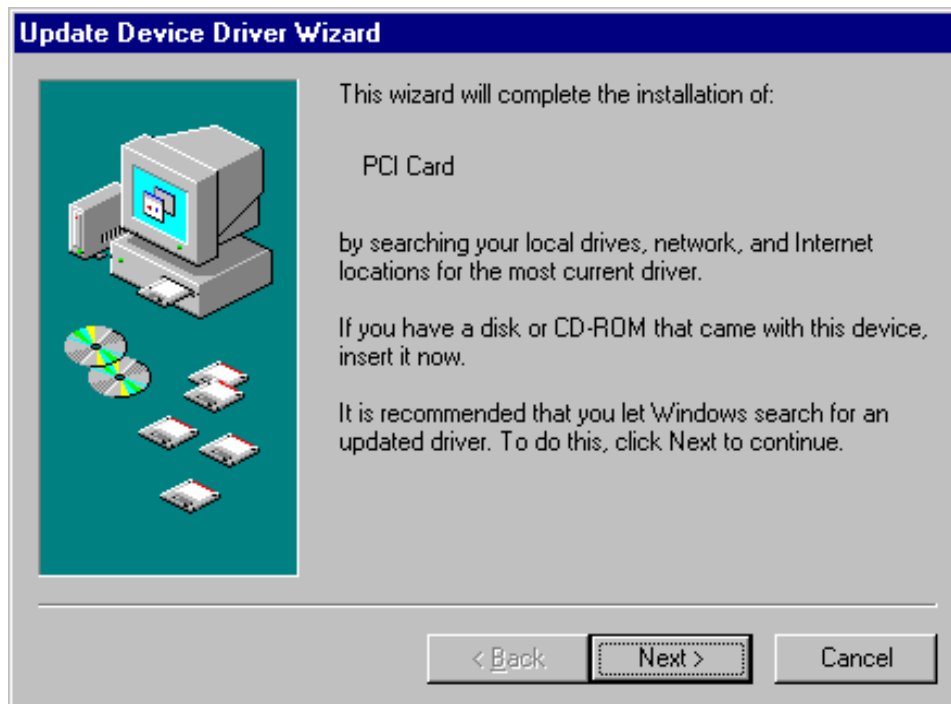 Update Device Driver Wizard
This wizard will complete the installation of:
PCI Card
by searching your local drives, network, and Internet
locations for the most current driver.
If you have a disk or CD-ROM that came with this device,
insert it now.
It is recommended that you let Windows search for an
updated driver. To do this, click Next to continue.
< Back
Next >
Cancel